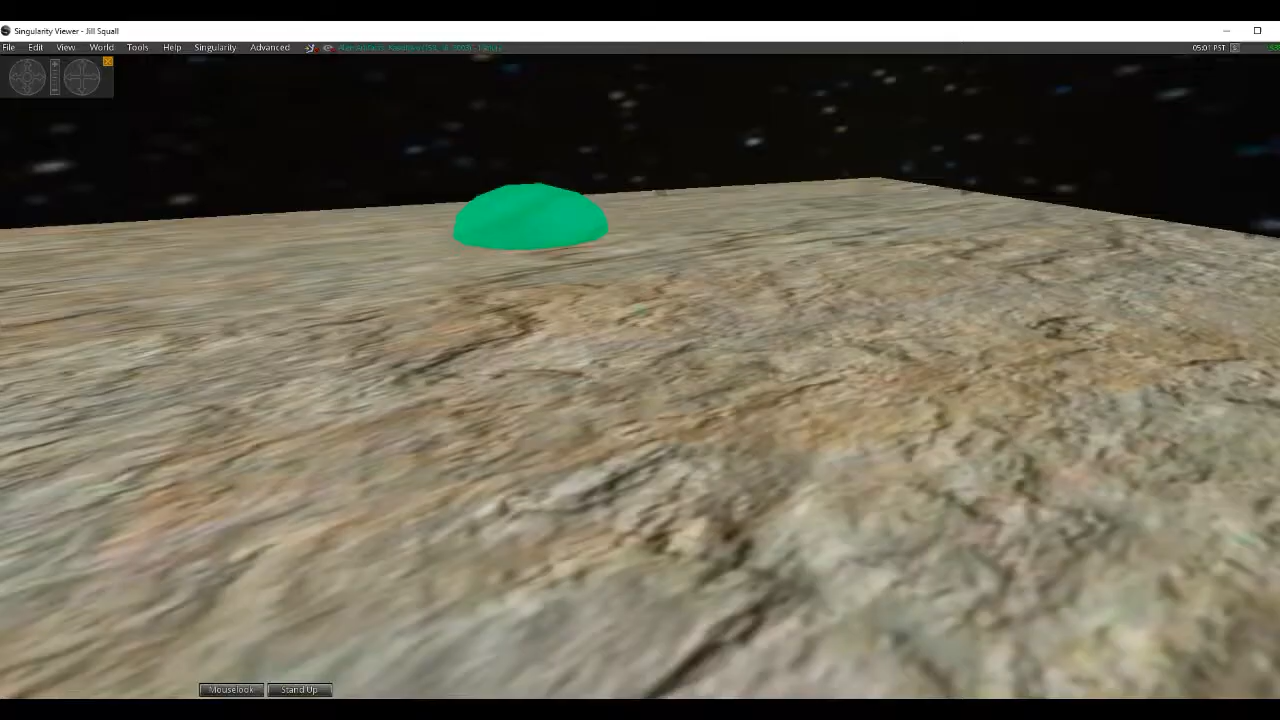 Singularity Viewer - Jill Squall
File Edit View World Tools Help Singularity Advanced
05:01 PST
Mouselook Stand Up